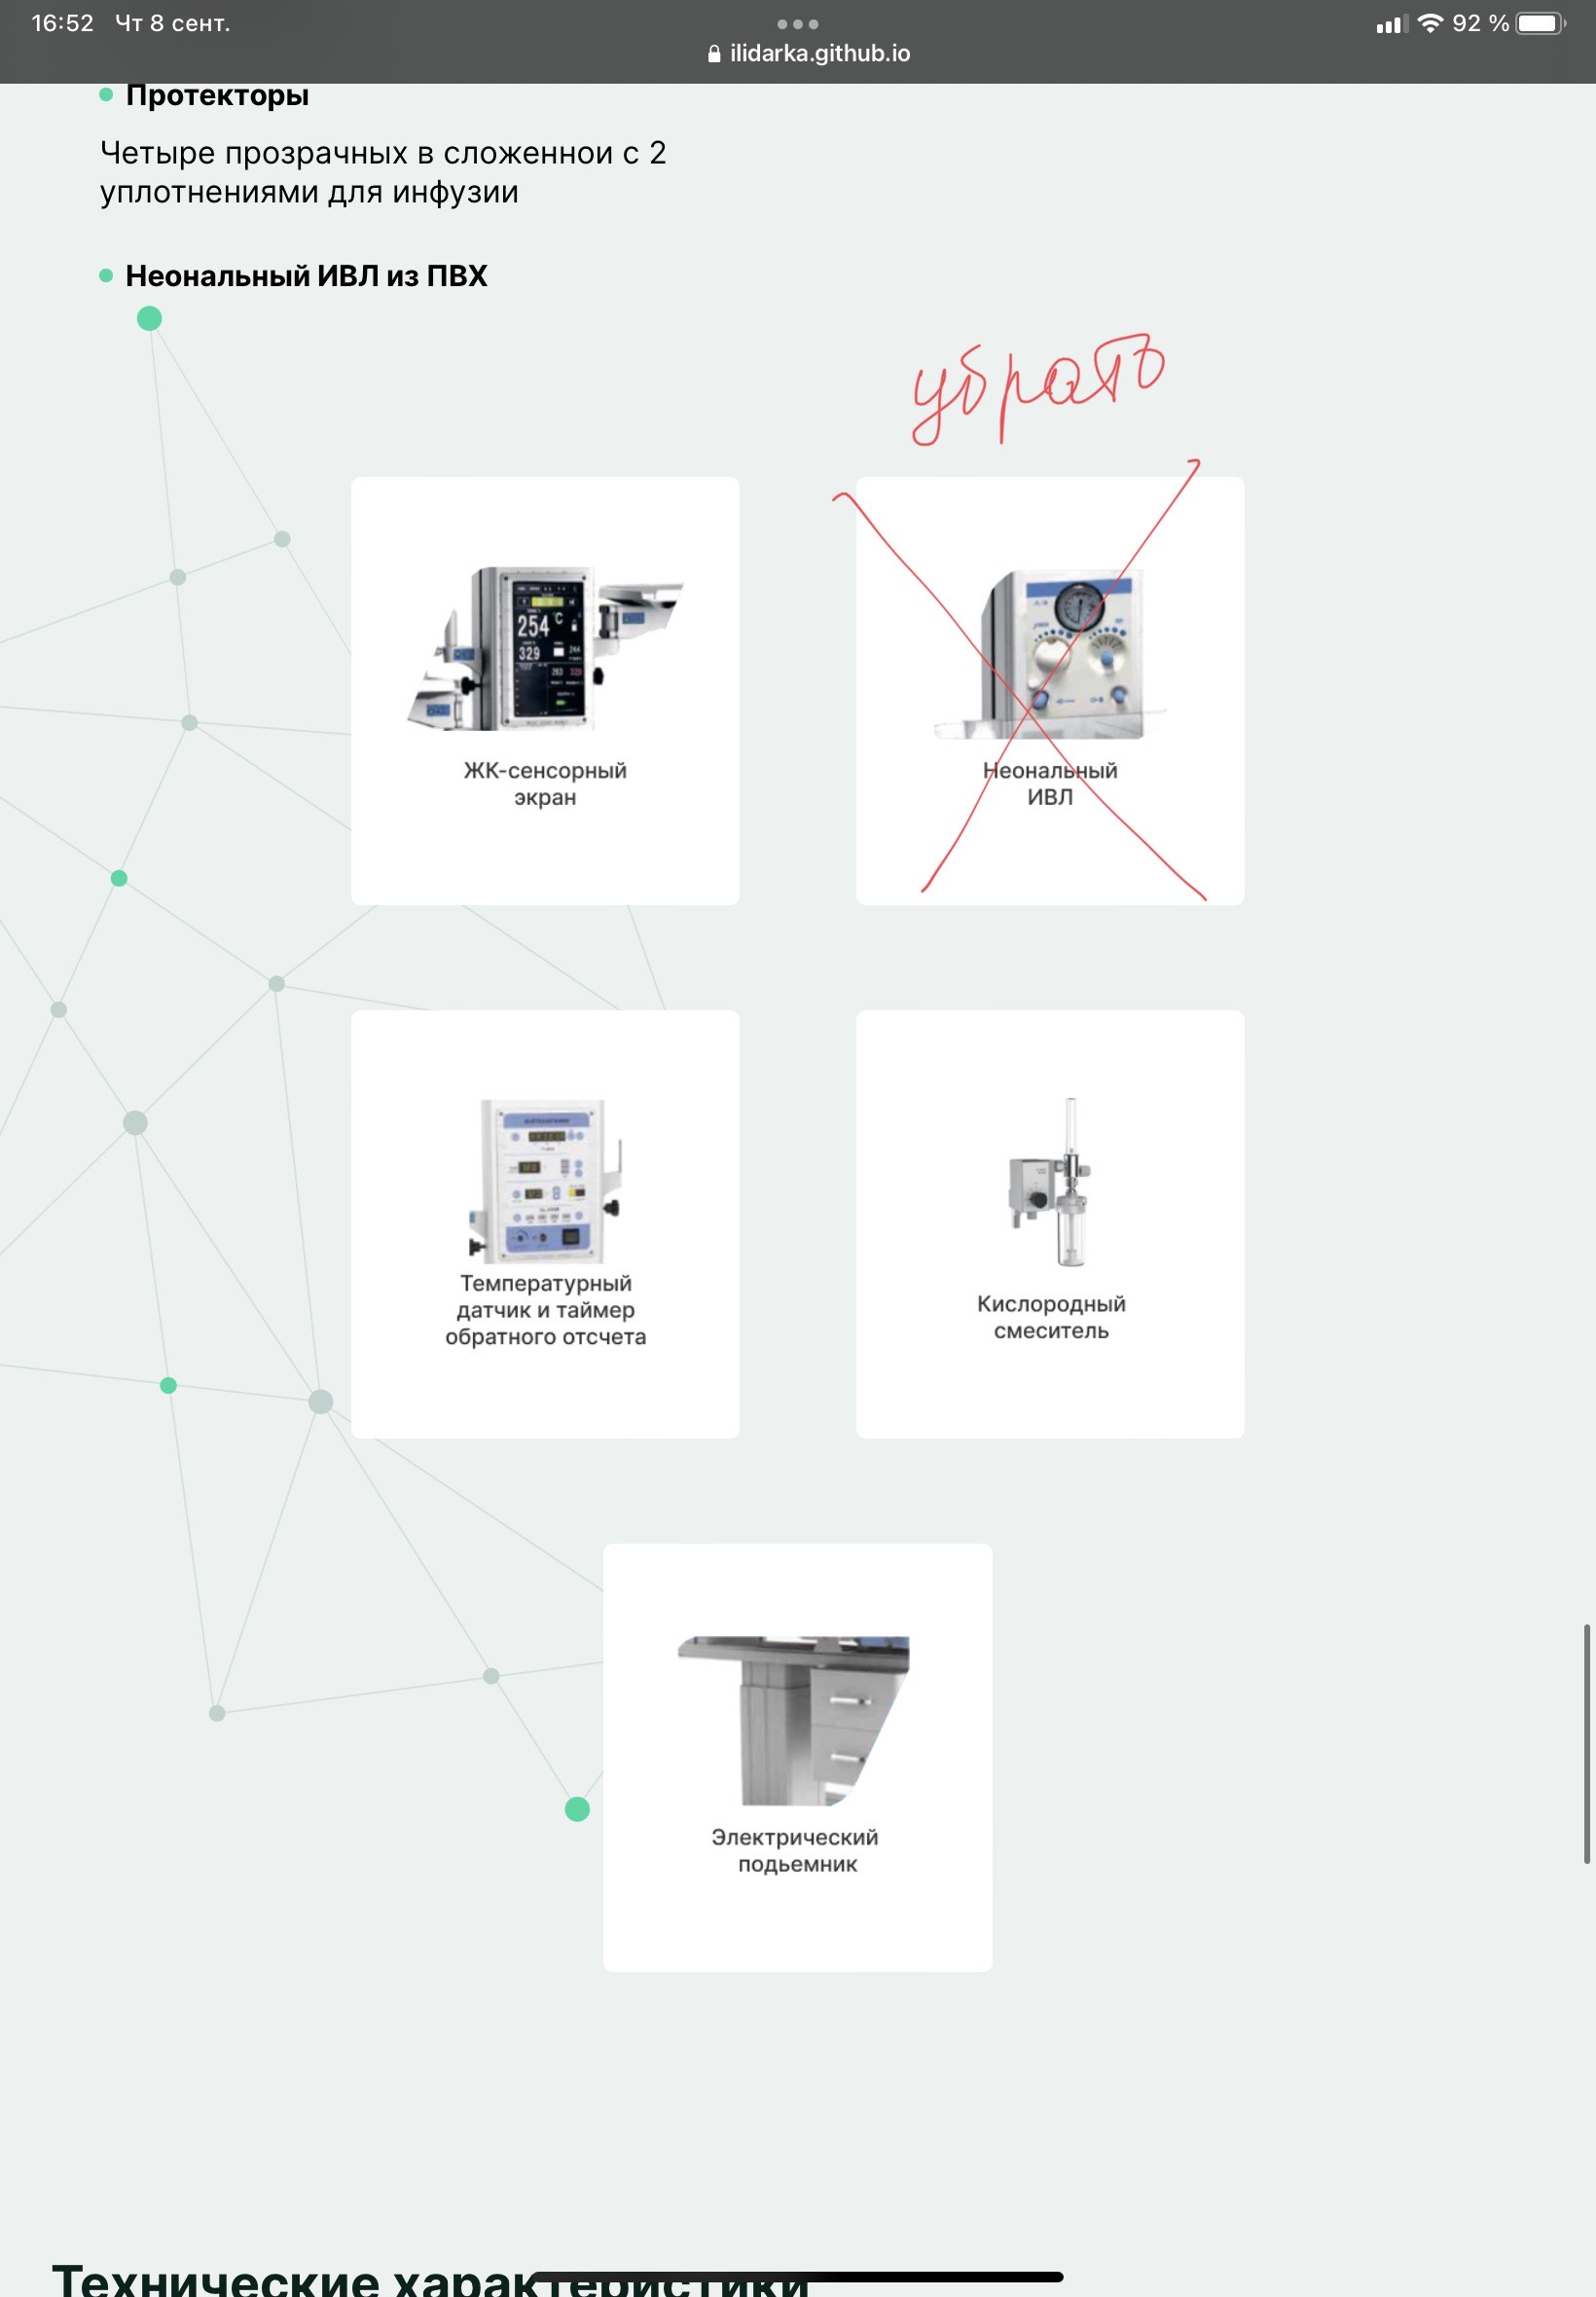 16:52 Чт 8 сент.
92 %
ilidarka.github.io
Протекторы
Четыре прозрачных в сложеннои с 2
уплотнениями для инфузии
Неональный ИВЛ из ПВХ
убрать
254 °C
329
ЖК-сенсорный
экран
Неональный
ИВЛ
Температурный
датчик и таймер
обратного отсчета
Кислородный
смеситель
Электрический
подьемник
Технические характеристики